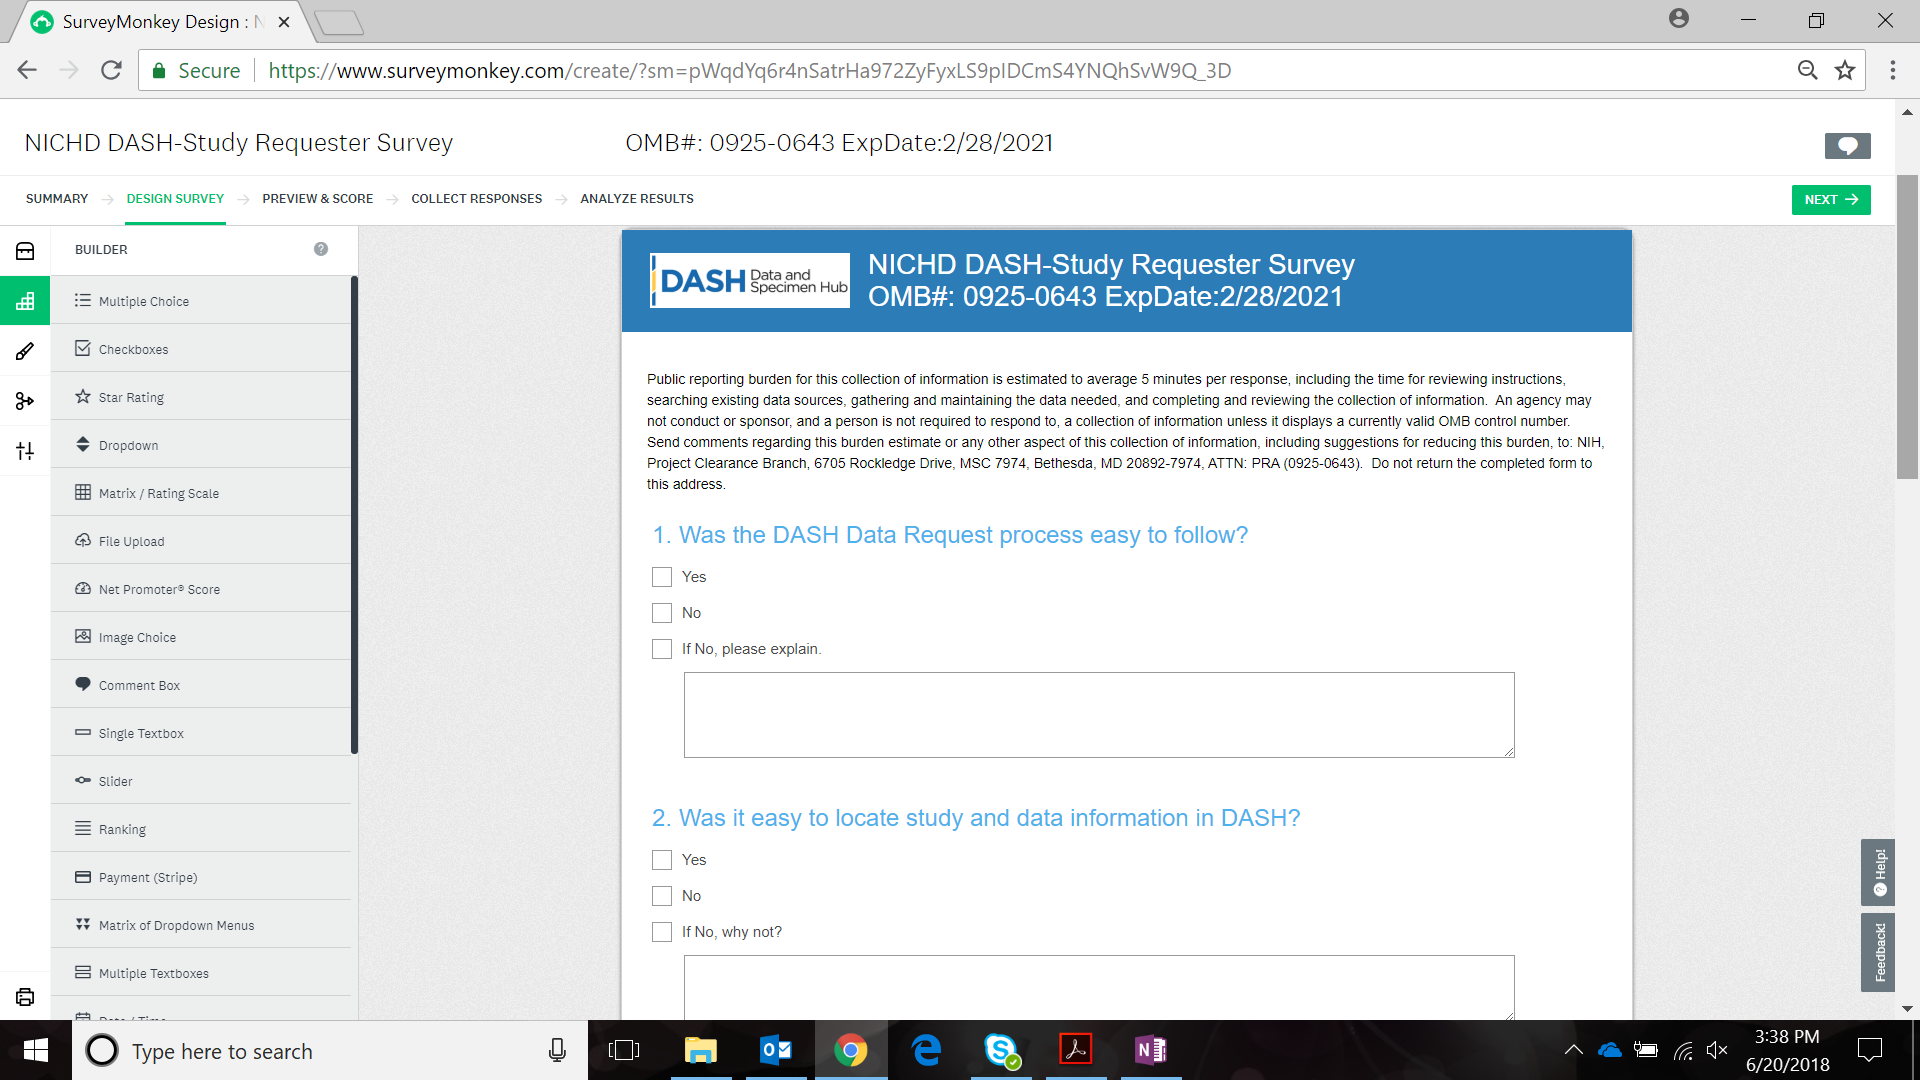 SurveyMonkey Design : N
Secure
https://www.surveymonkey.com/create/?sm=pWqdYq6r4nSatrHa972ZyFyxLS9pIDCmS4YNQhSvW9Q_3D
NICHD DASH-Study Requester Survey OMB#: 0925-0643 ExpDate:2/28/2021
SUMMARY DESIGN SURVEY PREVIEW & SCORE COLLECT RESPONSES ANALYZE RESULTS NEXT
BUILDER
Multiple Choice
Checkboxes
Star Rating
Dropdown
Matrix / Rating Scale
File Upload
Net Promoter® Score
Image Choice
Comment Box
Single Textbox
Slider
Ranking
Payment (Stripe)
Matrix of Dropdown Menus
Multiple Textboxes
Date / Time
DASH Data and
Specimen Hub
NICHD DASH-Study Requester Survey
OMB#: 0925-0643 ExpDate:2/28/2021
Public reporting burden for this collection of information is estimated to average 5 minutes per response, including the time for reviewing instructions,
searching existing data sources, gathering and maintaining the data needed, and completing and reviewing the collection of information.  An agency may
not conduct or sponsor, and a person is not required to respond to, a collection of information unless it displays a currently valid OMB control number.
Send comments regarding this burden estimate or any other aspect of this collection of information, including suggestions for reducing this burden, to: NIH,
Project Clearance Branch, 6705 Rockledge Drive, MSC 7974, Bethesda, MD 20892-7974, ATTN: PRA (0925-0643).  Do not return the completed form to
this address.
1. Was the DASH Data Request process easy to follow?
Yes
No
If No, please explain.
2. Was it easy to locate study and data information in DASH?
Yes
No
If No, why not?
Help!
Feedback!
Type here to search
3:38 PM
6/20/2018